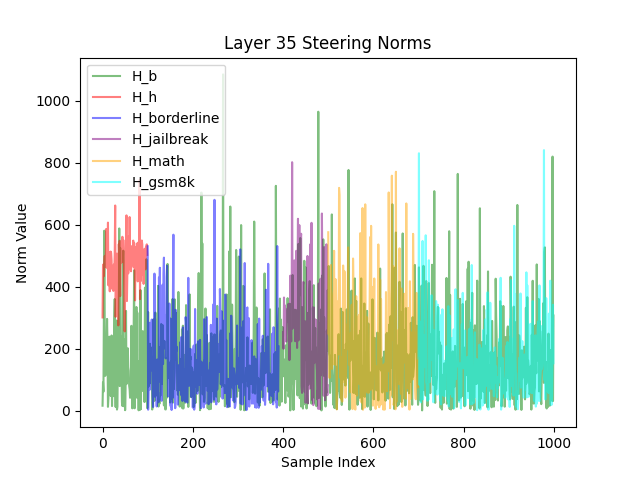 Layer 35 Steering Norms
H_b
H_h
H_borderline
H_jailbreak
H_math
H_gsm8k
Norm Value
1000
800
600
400
200
0
0 200 400 600 800 1000
Sample Index